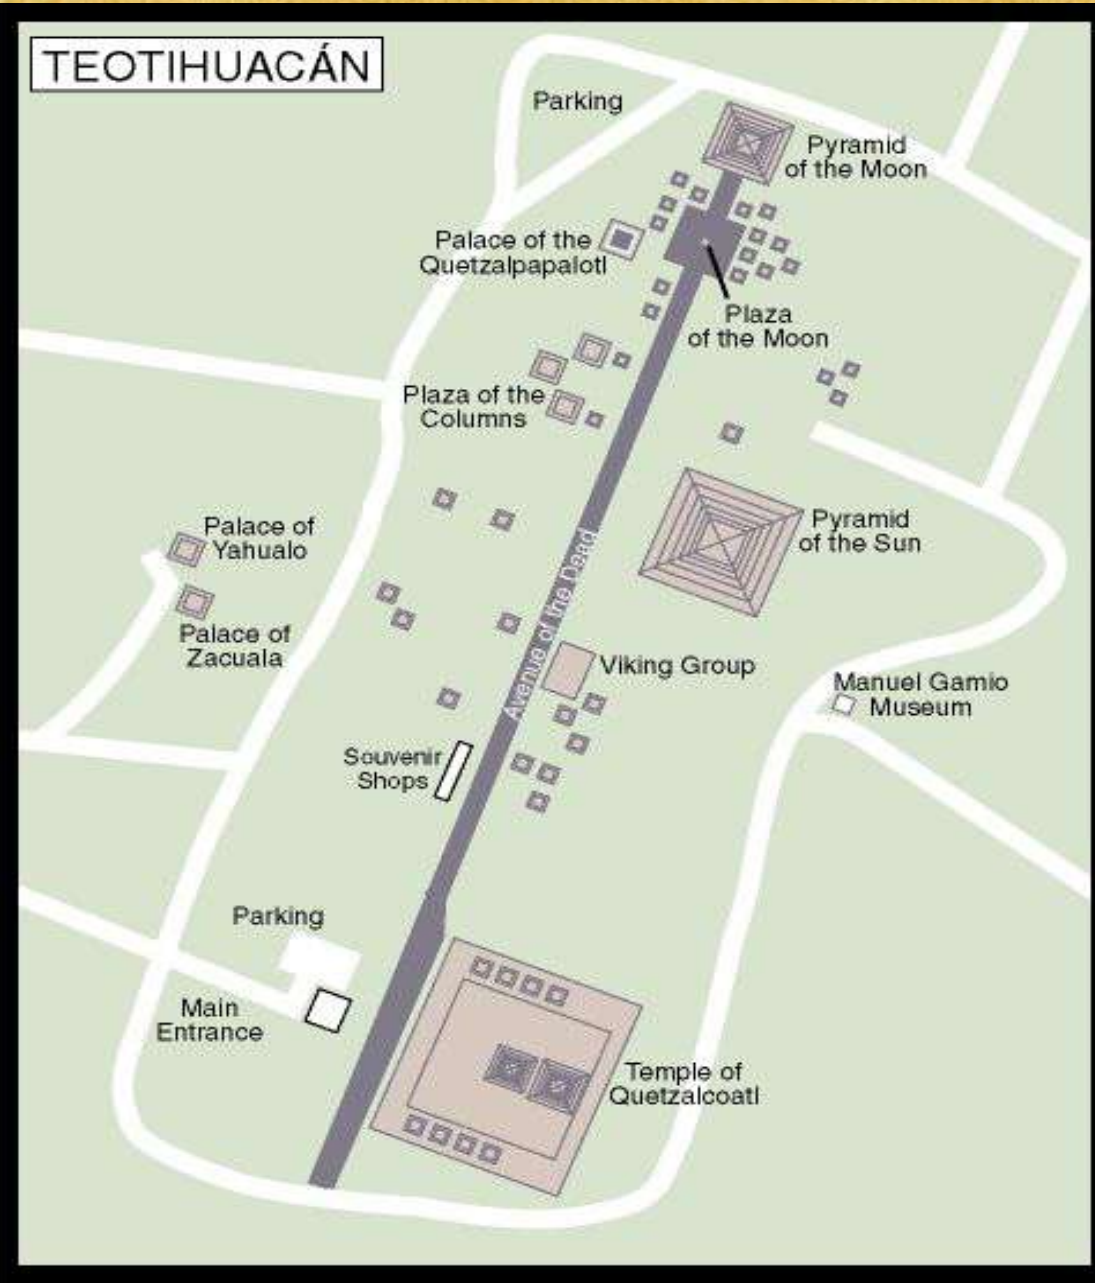 TEOTIHUACÁN
Parking
Pyramid
of the Moon
Palace of the
Quetzalpapalotl
Plaza
of the Moon
Plaza of the
Columns
Pyramid
of the Sun
Palace of
Yahualo
Palace of
Zacuala
Avenue of the Dead
Viking Group
Manuel Gamio
Museum
Souvenir
Shops
Parking
Main
Entrance
Temple of
Quetzalcoatl